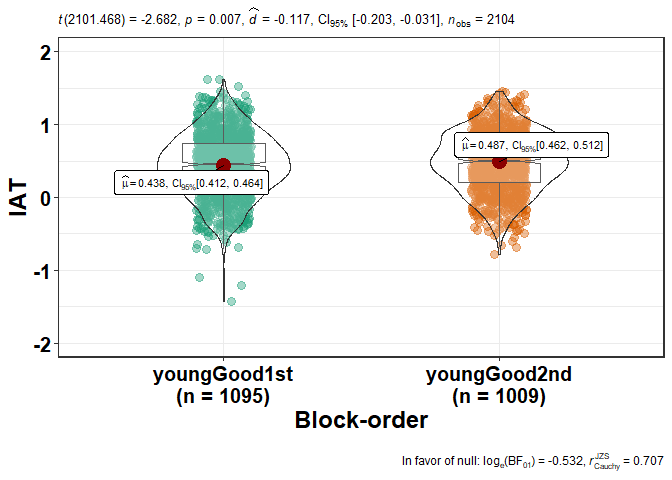 t(2101.468) = -2.682, p = 0.007, d̂ = -0.117, CI95% [-0.203, -0.031], nobs = 2104
2
1
0
-1
-2
IAT
μ̂ = 0.438, CI95%[0.412, 0.464]
μ̂ = 0.487, CI95%[0.462, 0.512]
youngGood1st
(n = 1095)
youngGood2nd
(n = 1009)
Block-order
In favor of null: loge(BF01) = -0.532, rJZSCauchy = 0.707